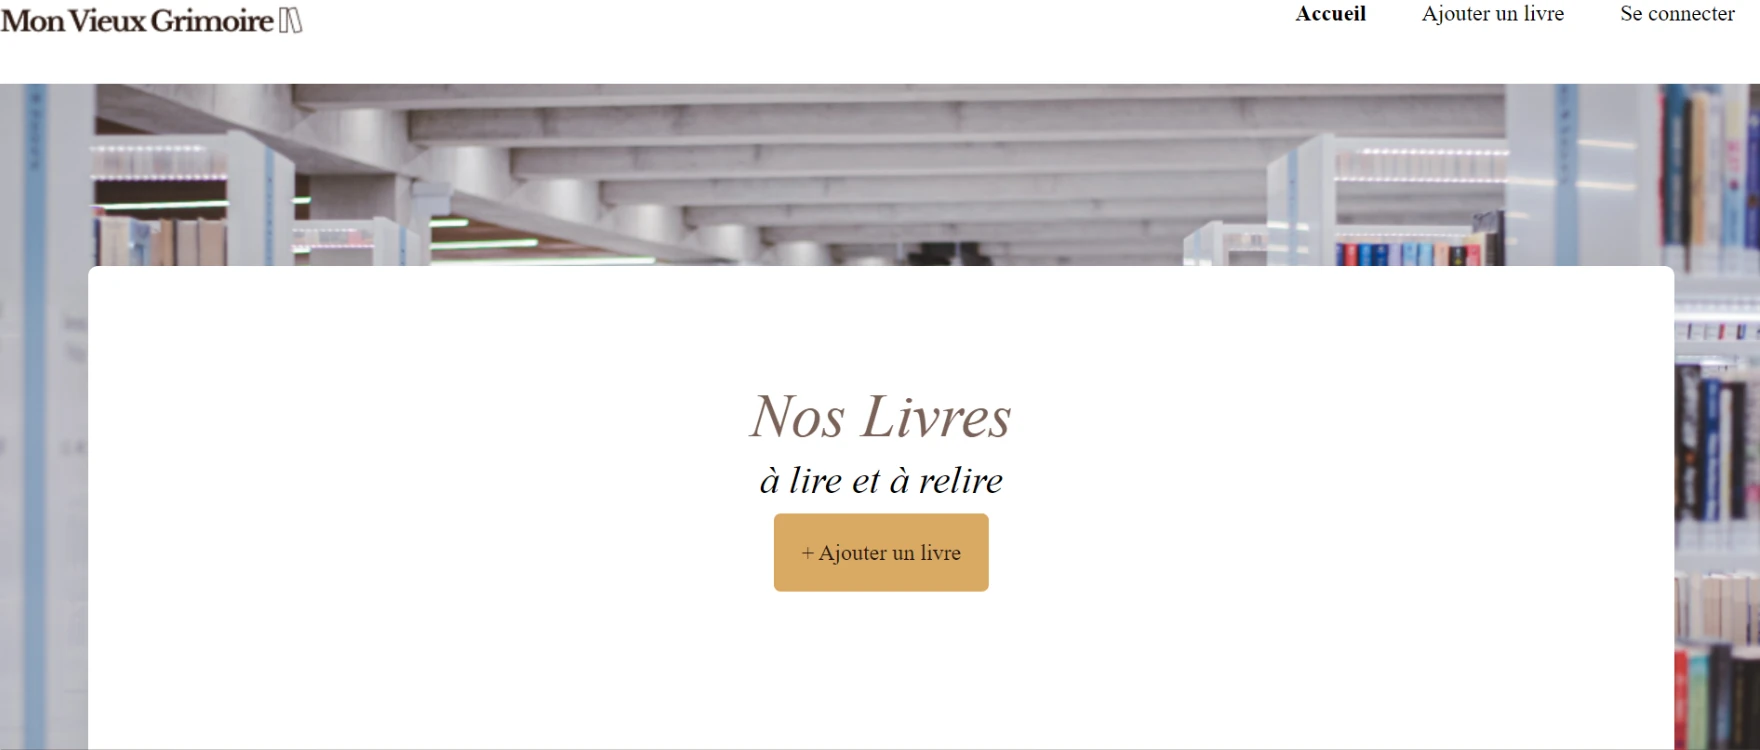 Mon Vieux Grimoire
Accueil
Ajouter un livre
Se connecter
Nos Livres
à lire et à relire
+ Ajouter un livre